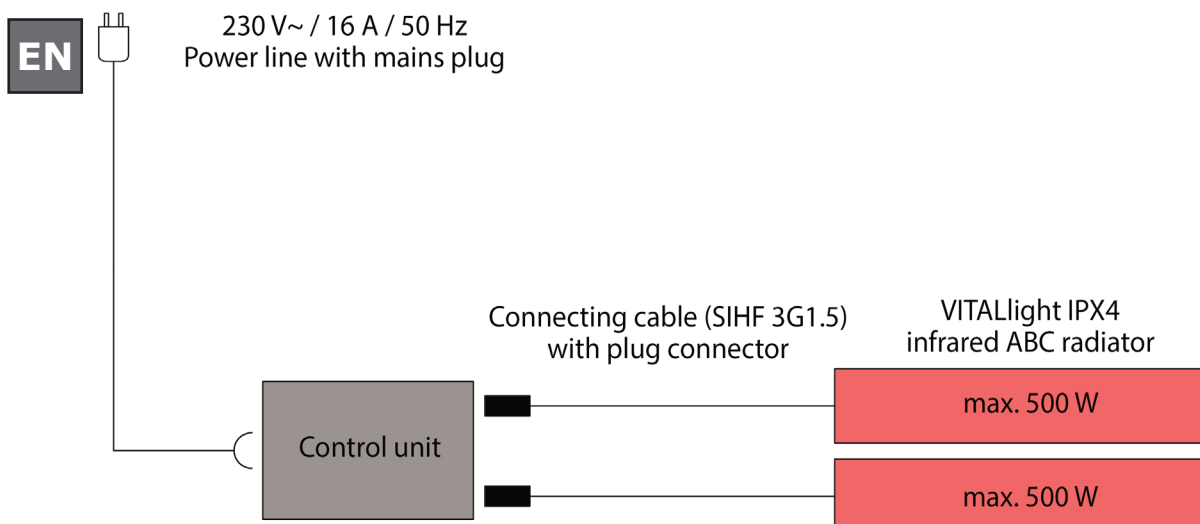 EN
230 V~ / 16 A / 50 Hz
Power line with mains plug
Connecting cable (SIHF 3G1.5)
with plug connector
VITALlight IPX4
infrared ABC radiator
max. 500 W
Control unit
max. 500 W